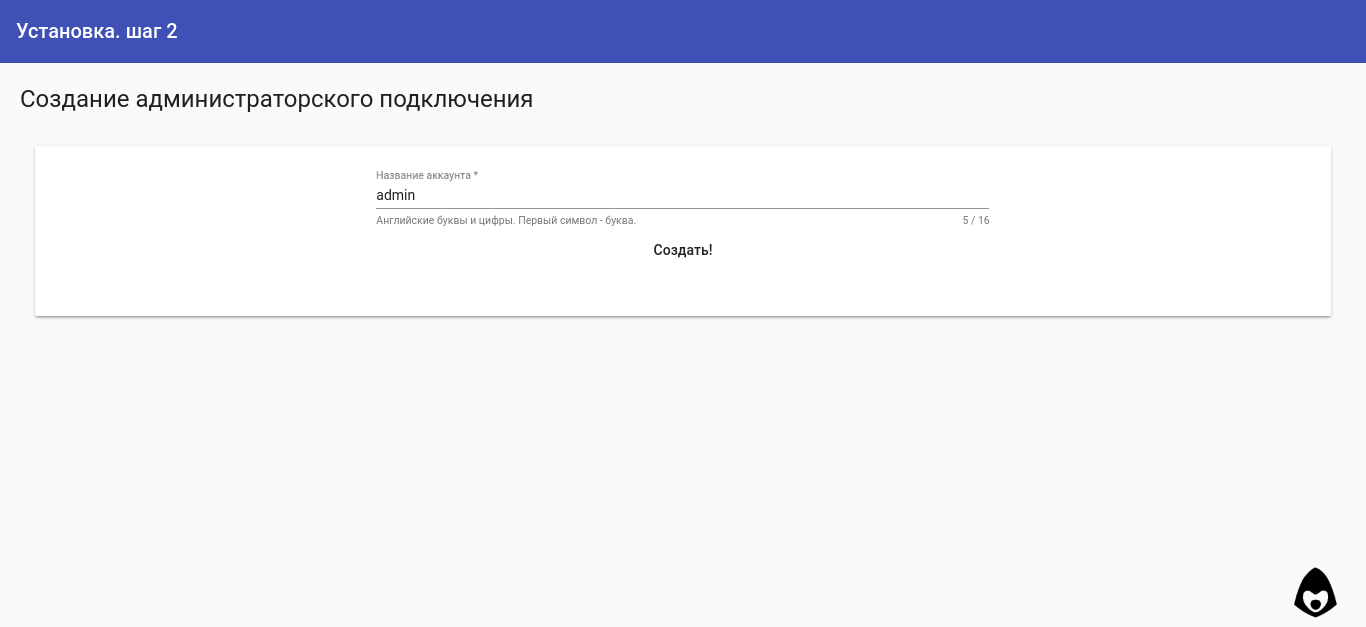 Установка. шаг 2
Создание администраторского подключения
Название аккаунта *
admin
Английские буквы и цифры. Первый символ - буква.
5 / 16
Создать!